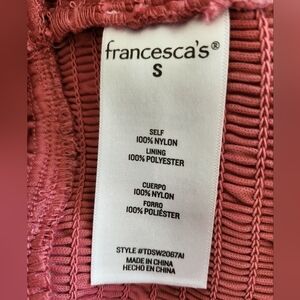 francesca's®
S
SELF
100% NYLON
LINING
100% POLYESTER
CUERPO
100% NYLON
FORRO
100% POLIÉSTER
STYLE #TDSW2067AI
MADE IN CHINA
HECHO EN CHINA